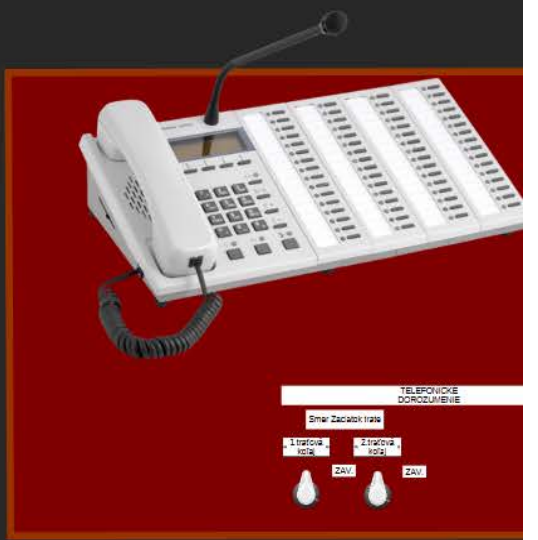 TELEFONICKE
DOROZUMENIE
Smer Zaciatok trate
1.traťová
koľaj
2.traťová
koľaj
ZAV.
ZAV.